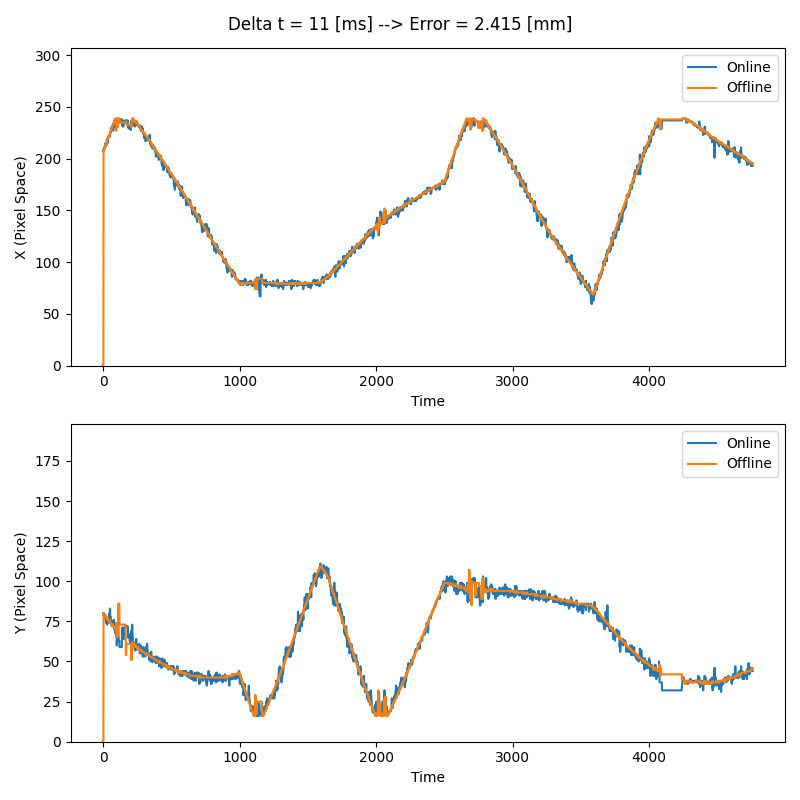 Delta t = 11 [ms] --> Error = 2.415 [mm]
300
250
200
150
100
50
0
X (Pixel Space)
Online
Offline
0
1000
2000
3000
4000
Time
175
150
125
100
75
50
25
0
Y (Pixel Space)
Online
Offline
0
1000
2000
3000
4000
Time